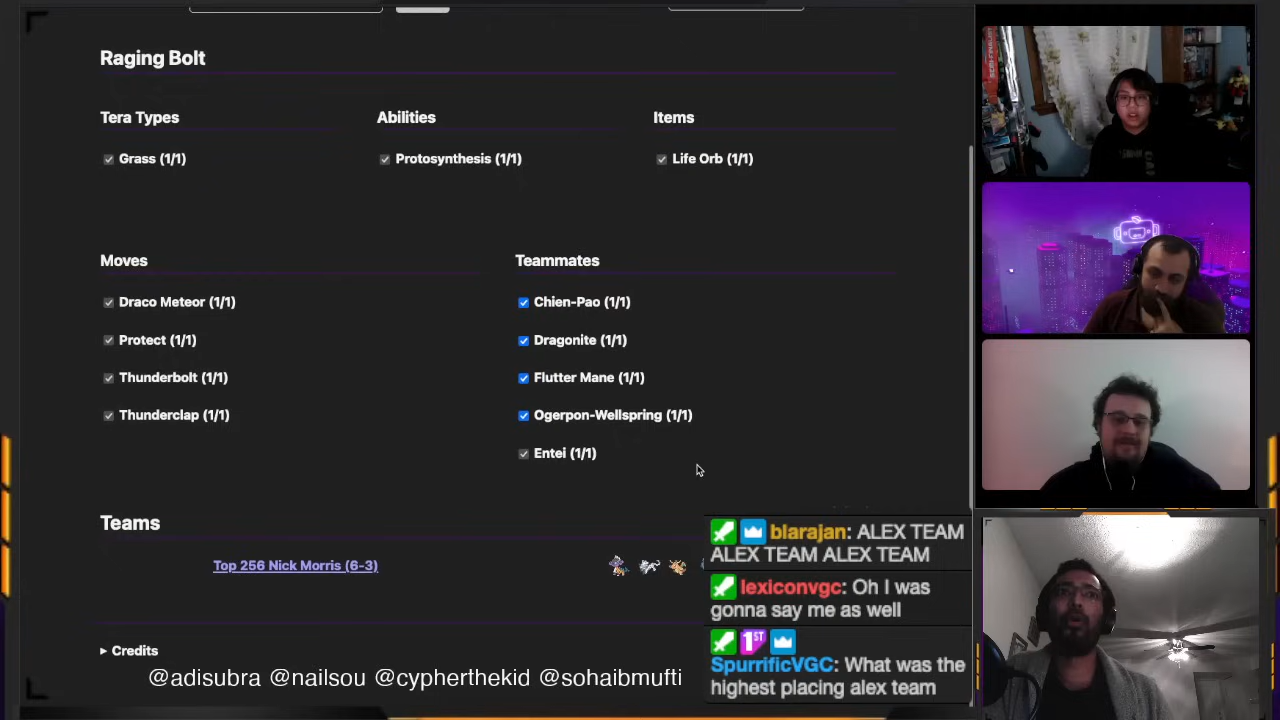 Raging Bolt
Tera Types
Abilities
Items
Grass (1/1)
Protosynthesis (1/1)
Life Orb (1/1)
Moves
Teammates
Draco Meteor (1/1)
Chien-Pao (1/1)
Protect (1/1)
Dragonite (1/1)
Thunderbolt (1/1)
Flutter Mane (1/1)
Thunderclap (1/1)
Ogerpon-Wellspring (1/1)
Entei (1/1)
Teams
Top 256 Nick Morris (6-3)
Credits
@adisubra @nailsou @cypherthekid @sohaibmufti
blarajan: ALEX TEAM
ALEX TEAM ALEX TEAM
lexiconvgc: Oh I was
gonna say me as well
1ST
SpurrificVGC: What was the
highest placing alex team